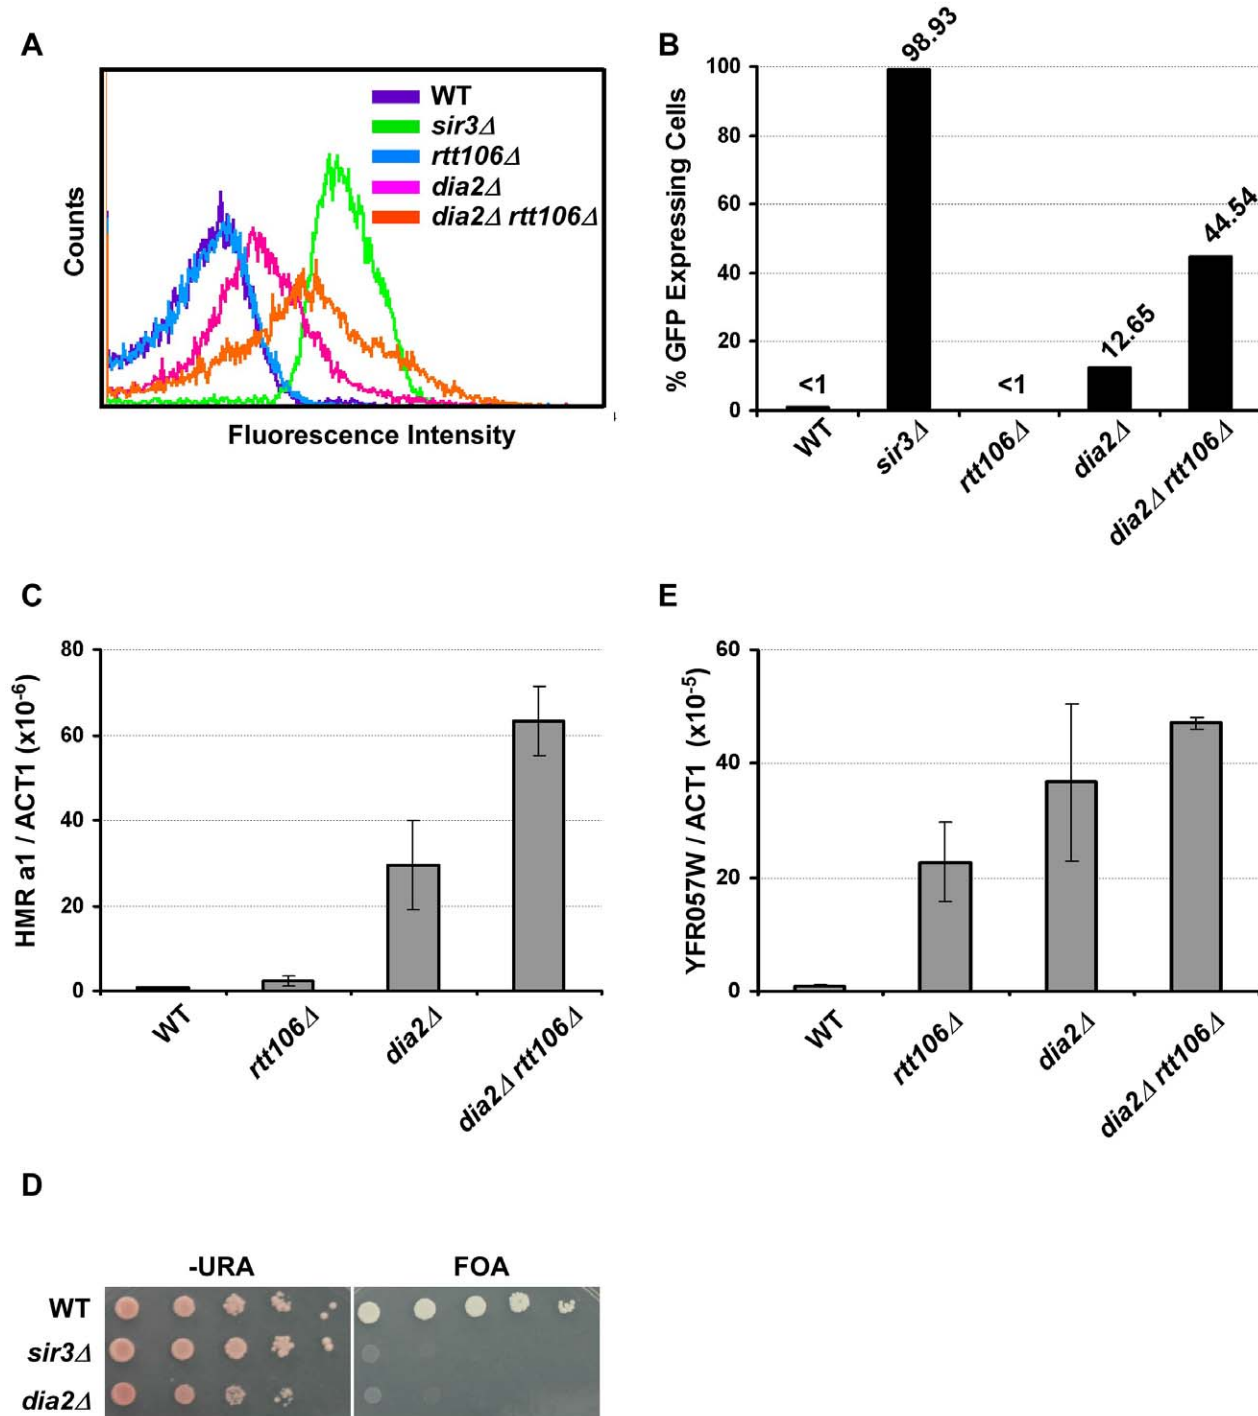 A
WT
sir3Δ
rtt106Δ
dia2Δ
dia2Δ rtt106Δ
Counts
Fluorescence Intensity
B
% GFP Expressing Cells
100
80
60
40
20
0
<1
98.93
<1
12.65
44.54
WT
sir3Δ
rtt106Δ
dia2Δ
dia2Δ rtt106Δ
C
HMR a1 / ACT1 (x10⁻⁶)
80
60
40
20
0
WT
rtt106Δ
dia2Δ
dia2Δ rtt106Δ
E
YFR057W / ACT1 (x10⁻⁵)
60
40
20
0
WT
rtt106Δ
dia2Δ
dia2Δ rtt106Δ
D
-URA
FOA
WT
sir3Δ
dia2Δ